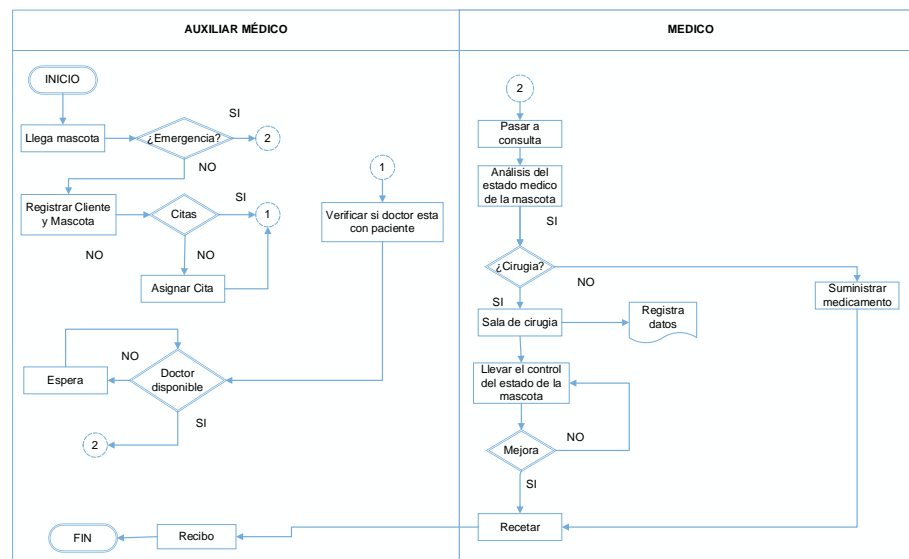 AUXILIAR MÉDICO
MEDICO
INICIO
SI
Llega mascota
¿Emergencia?
2
NO
Registrar Cliente
y Mascota
Citas
SI
1
NO
NO
Asignar Cita
1
Verificar si doctor esta
con paciente
Espera
NO
Doctor
disponible
SI
2
FIN
Recibo
2
Pasar a
consulta
Análisis del
estado medico
de la mascota
SI
¿Cirugia?
NO
Suministrar
medicamento
SI
Sala de cirugia
Registra
datos
Llevar el control
del estado de la
mascota
Mejora
NO
SI
Recetar